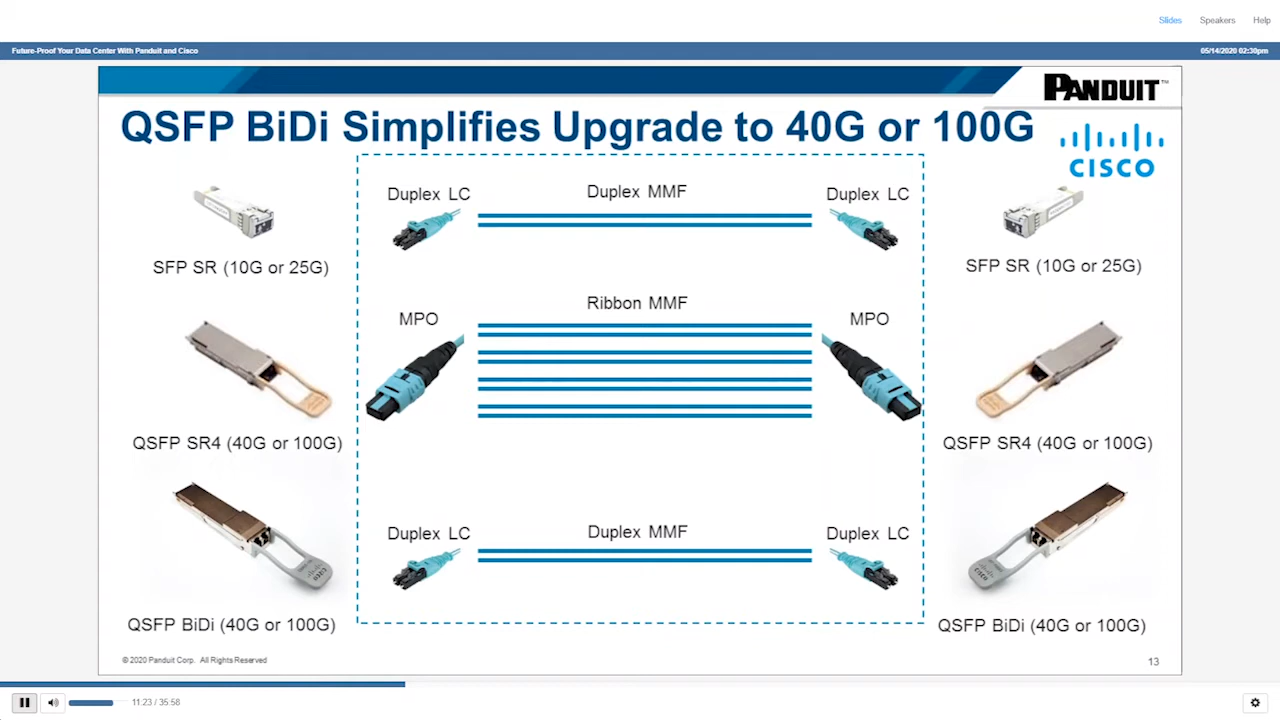 Slides Speakers Help
Future-Proof Your Data Center With Panduit and Cisco 05/14/2020 02:30pm
PANDUIT™
QSFP BiDi Simplifies Upgrade to 40G or 100G
CISCO
Duplex LC Duplex MMF Duplex LC
SFP SR (10G or 25G) SFP SR (10G or 25G)
Ribbon MMF
MPO MPO
QSFP SR4 (40G or 100G) QSFP SR4 (40G or 100G)
Duplex LC Duplex MMF Duplex LC
CISCO CISCO
QSFP BiDi (40G or 100G) QSFP BiDi (40G or 100G)
© 2020 Panduit Corp. All Rights Reserved 13
11:23 / 35:58